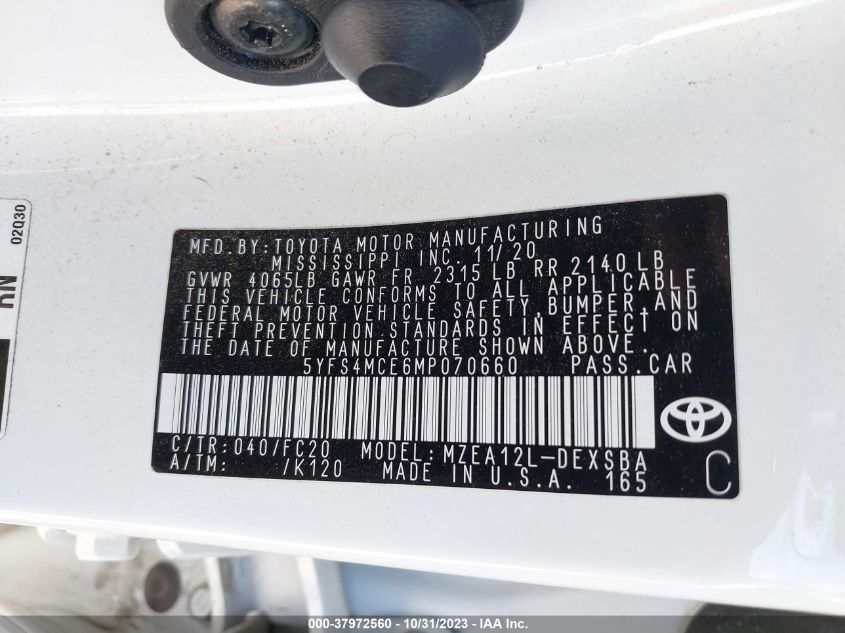 02Q30
RN
MFD. BY: TOYOTA MOTOR MANUFACTURING
MISSISSIPPI INC. 11/20
GVWR 4065LB GAWR FR 2315 LB RR 2140 LB
THIS VEHICLE CONFORMS TO ALL APPLICABLE
FEDERAL MOTOR VEHICLE SAFETY, BUMPER, AND
THEFT PREVENTION STANDARDS IN EFFECT ON
THE DATE OF MANUFACTURE SHOWN ABOVE.
5YFS4MCE6MP070660 PASS.CAR
C/TR: 040/FC20 MODEL: MZEA12L-DEXSBA
A/TM: /K120 MADE IN U.S.A. 165
C
000-37972560 - 10/31/2023 - IAA Inc.